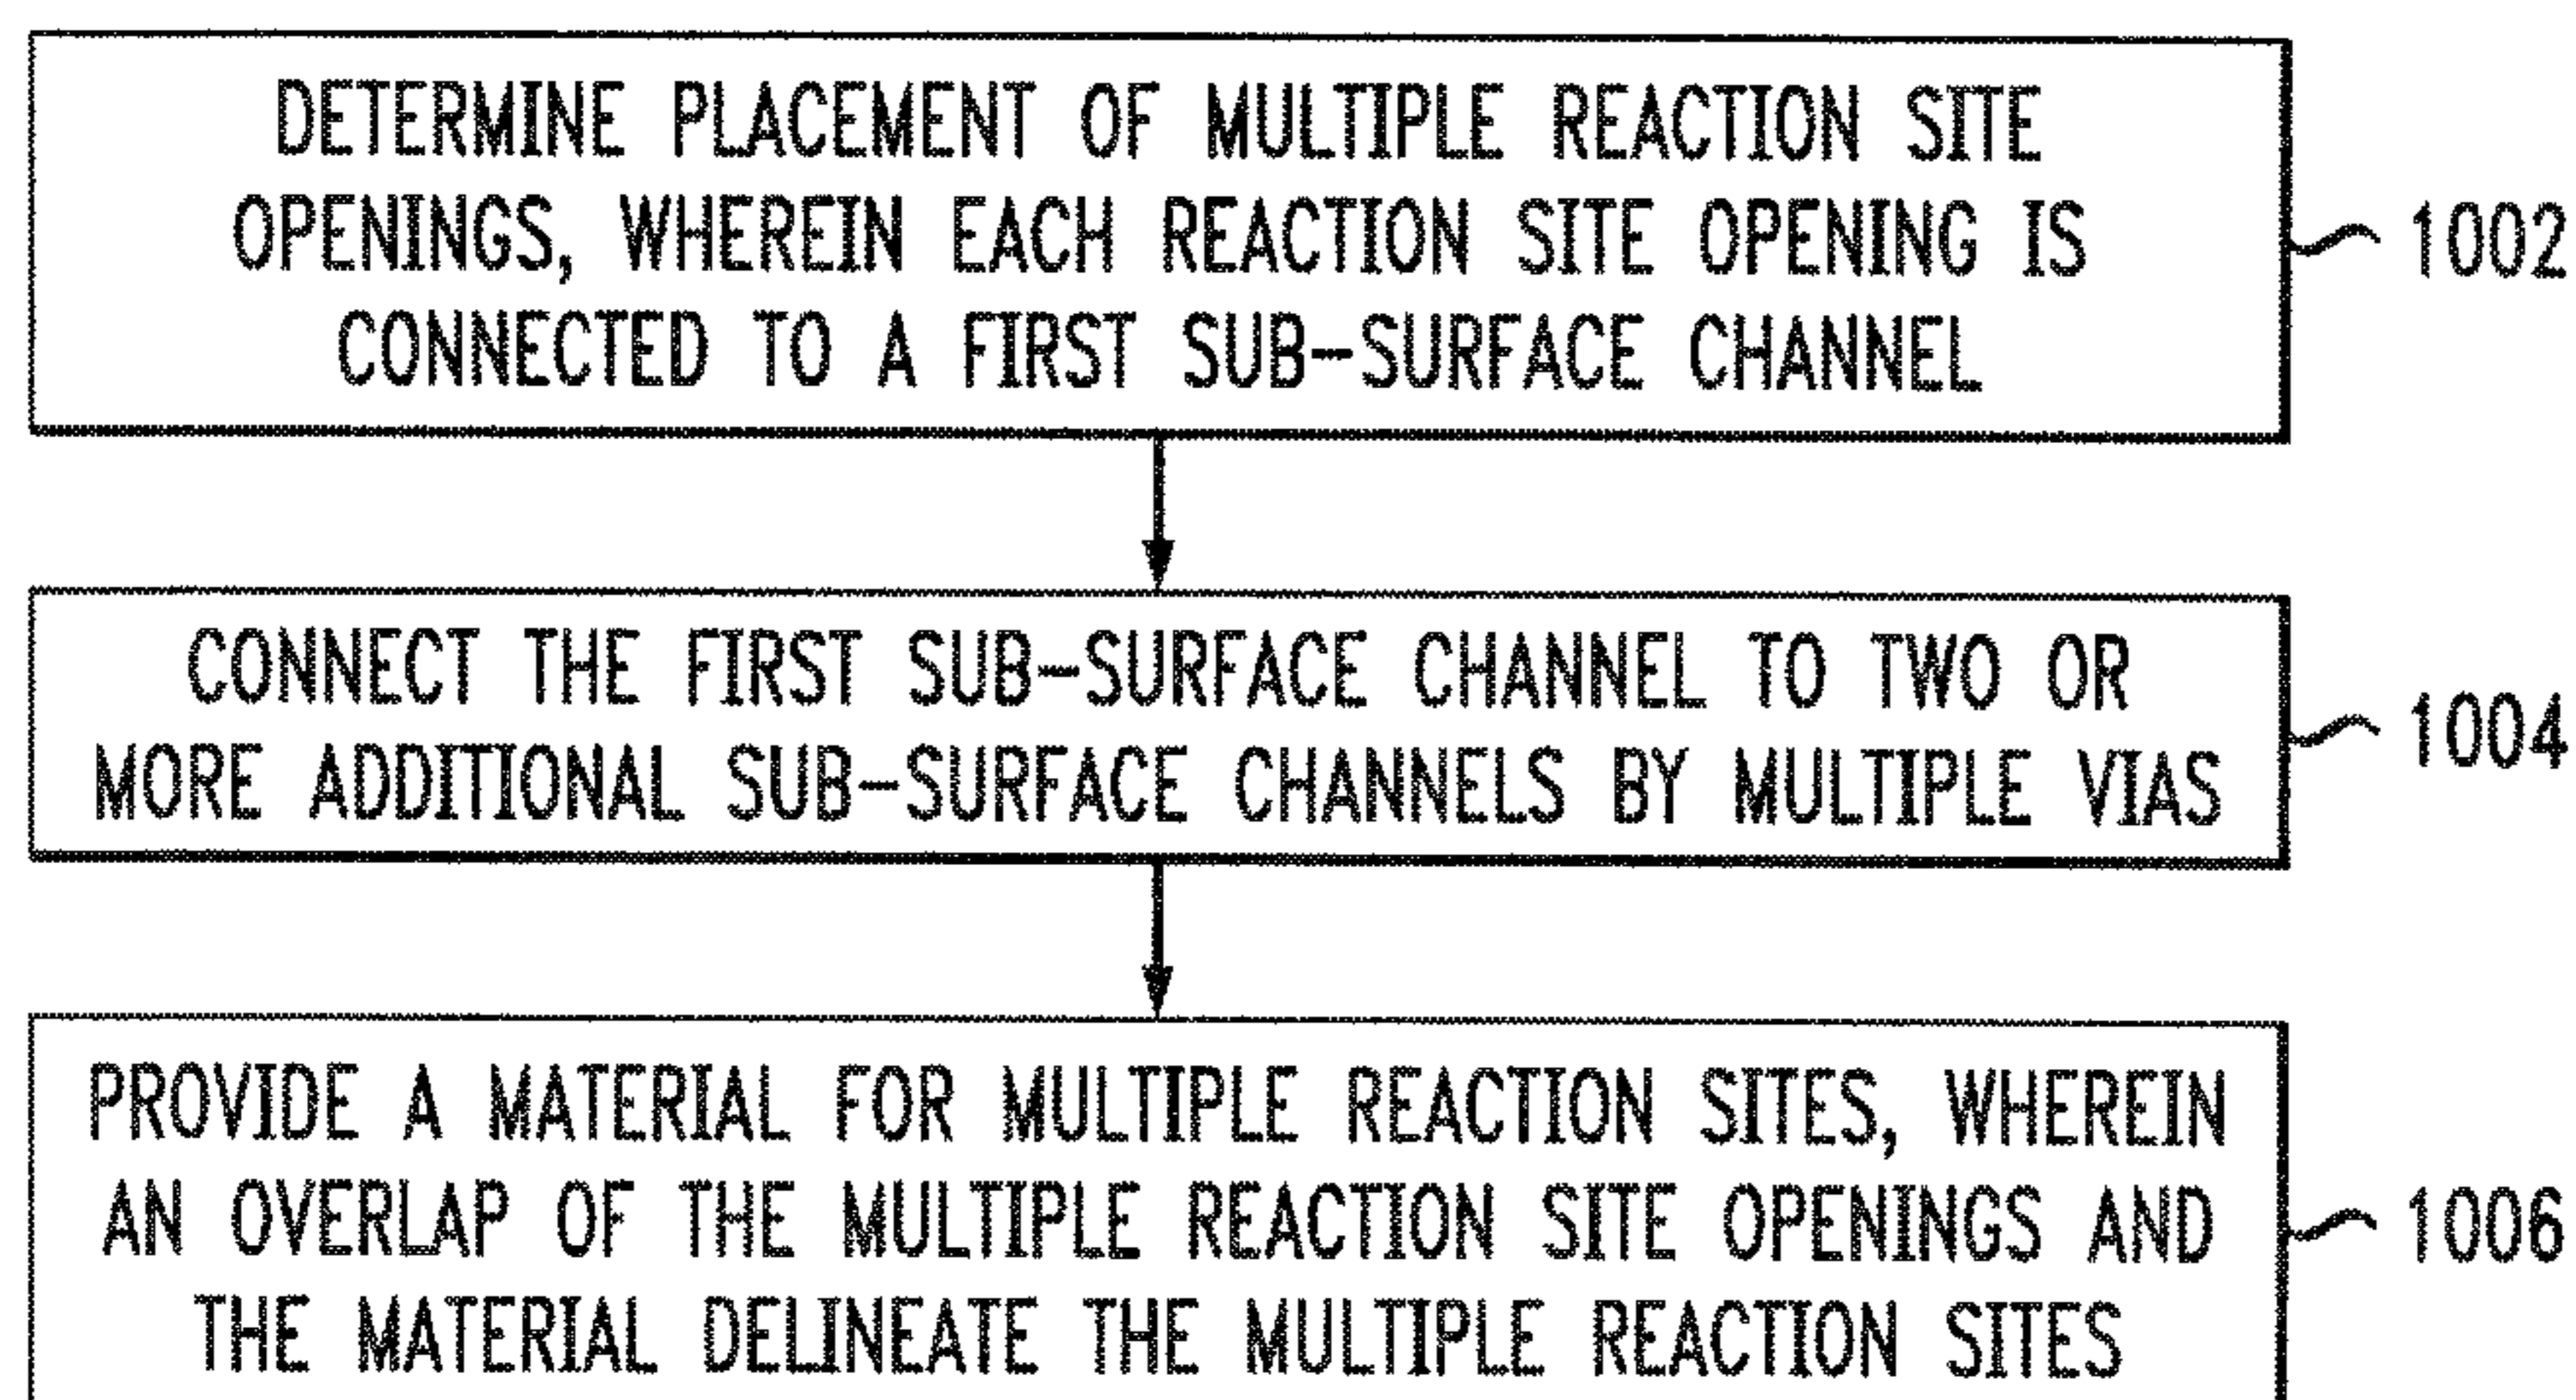 DETERMINE PLACEMENT OF MULTIPLE REACTION SITE
OPENINGS, WHEREIN EACH REACTION SITE OPENING IS
CONNECTED TO A FIRST SUB-SURFACE CHANNEL
1002
CONNECT THE FIRST SUB-SURFACE CHANNEL TO TWO OR
MORE ADDITIONAL SUB-SURFACE CHANNELS BY MULTIPLE VIAS
1004
PROVIDE A MATERIAL FOR MULTIPLE REACTION SITES, WHEREIN
AN OVERLAP OF THE MULTIPLE REACTION SITE OPENINGS AND
THE MATERIAL DELINEATE THE MULTIPLE REACTION SITES
1006